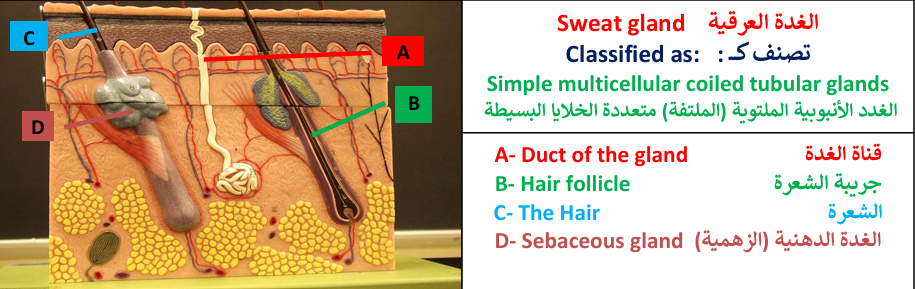 C
A
B
D
Sweat gland الغدة العرقية
Classified as: تصنف كـ :
Simple multicellular coiled tubular glands
الغدد الأنبوبية الملتوية (الملتفة) متعددة الخلايا البسيطة
A- Duct of the gland قناة الغدة
B- Hair follicle جريبة الشعرة
C- The Hair الشعرة
D- Sebaceous gland الغدة الدهنية (الزهمية)